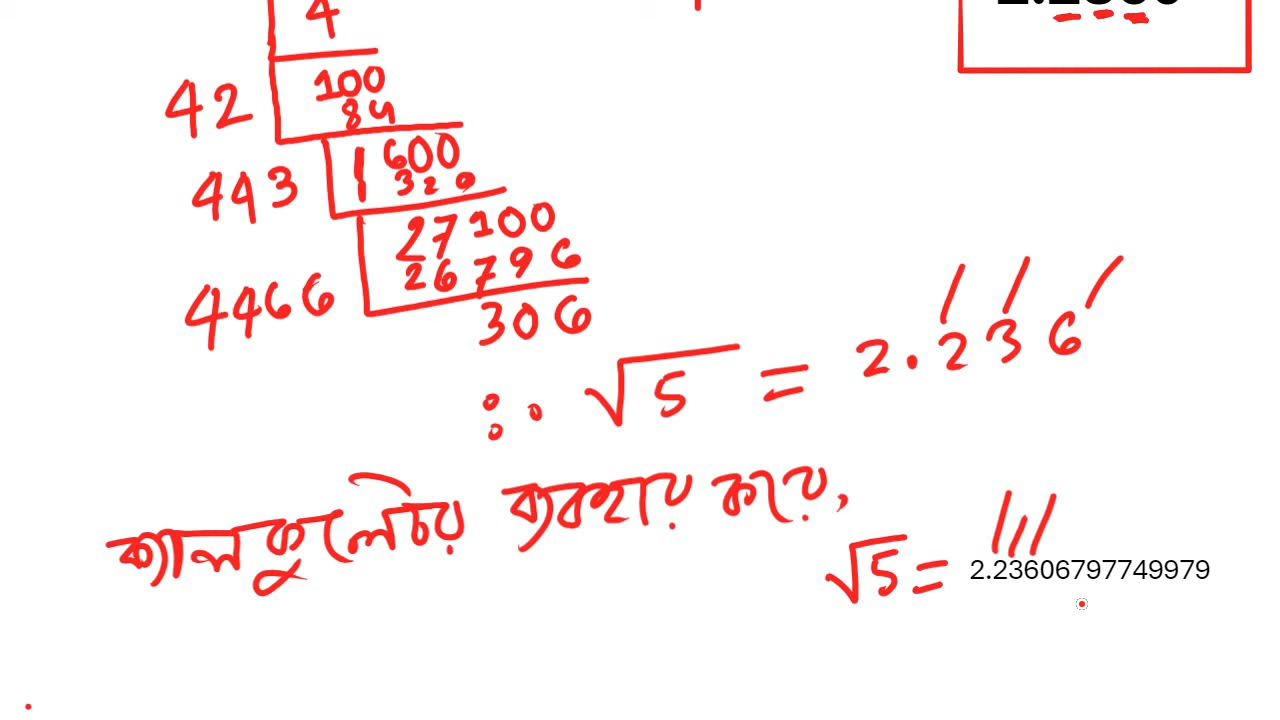 4
42 100
84
443 1600
1329
4466 27100
26796
306
∴ √5 = 2.236
ক্যালকুলেটর ব্যবহার করে,
√5 = 2.23606797749979